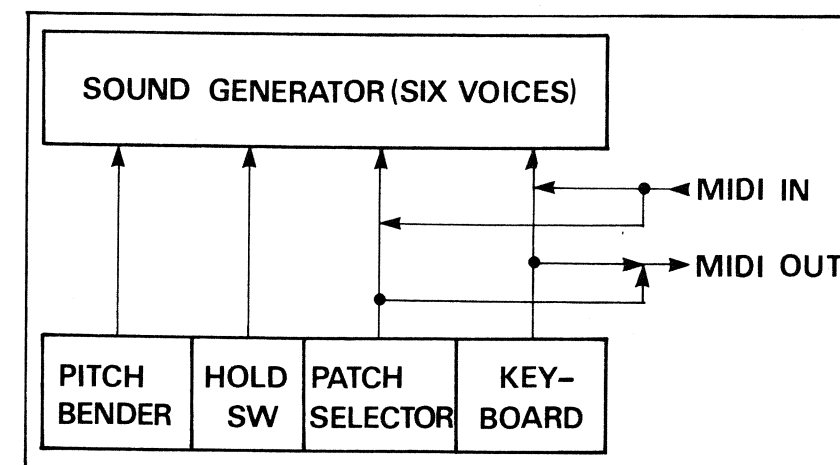 SOUND GENERATOR (SIX VOICES)
MIDI IN
MIDI OUT
PITCH
BENDER
HOLD
SW
PATCH
SELECTOR
KEY-
BOARD